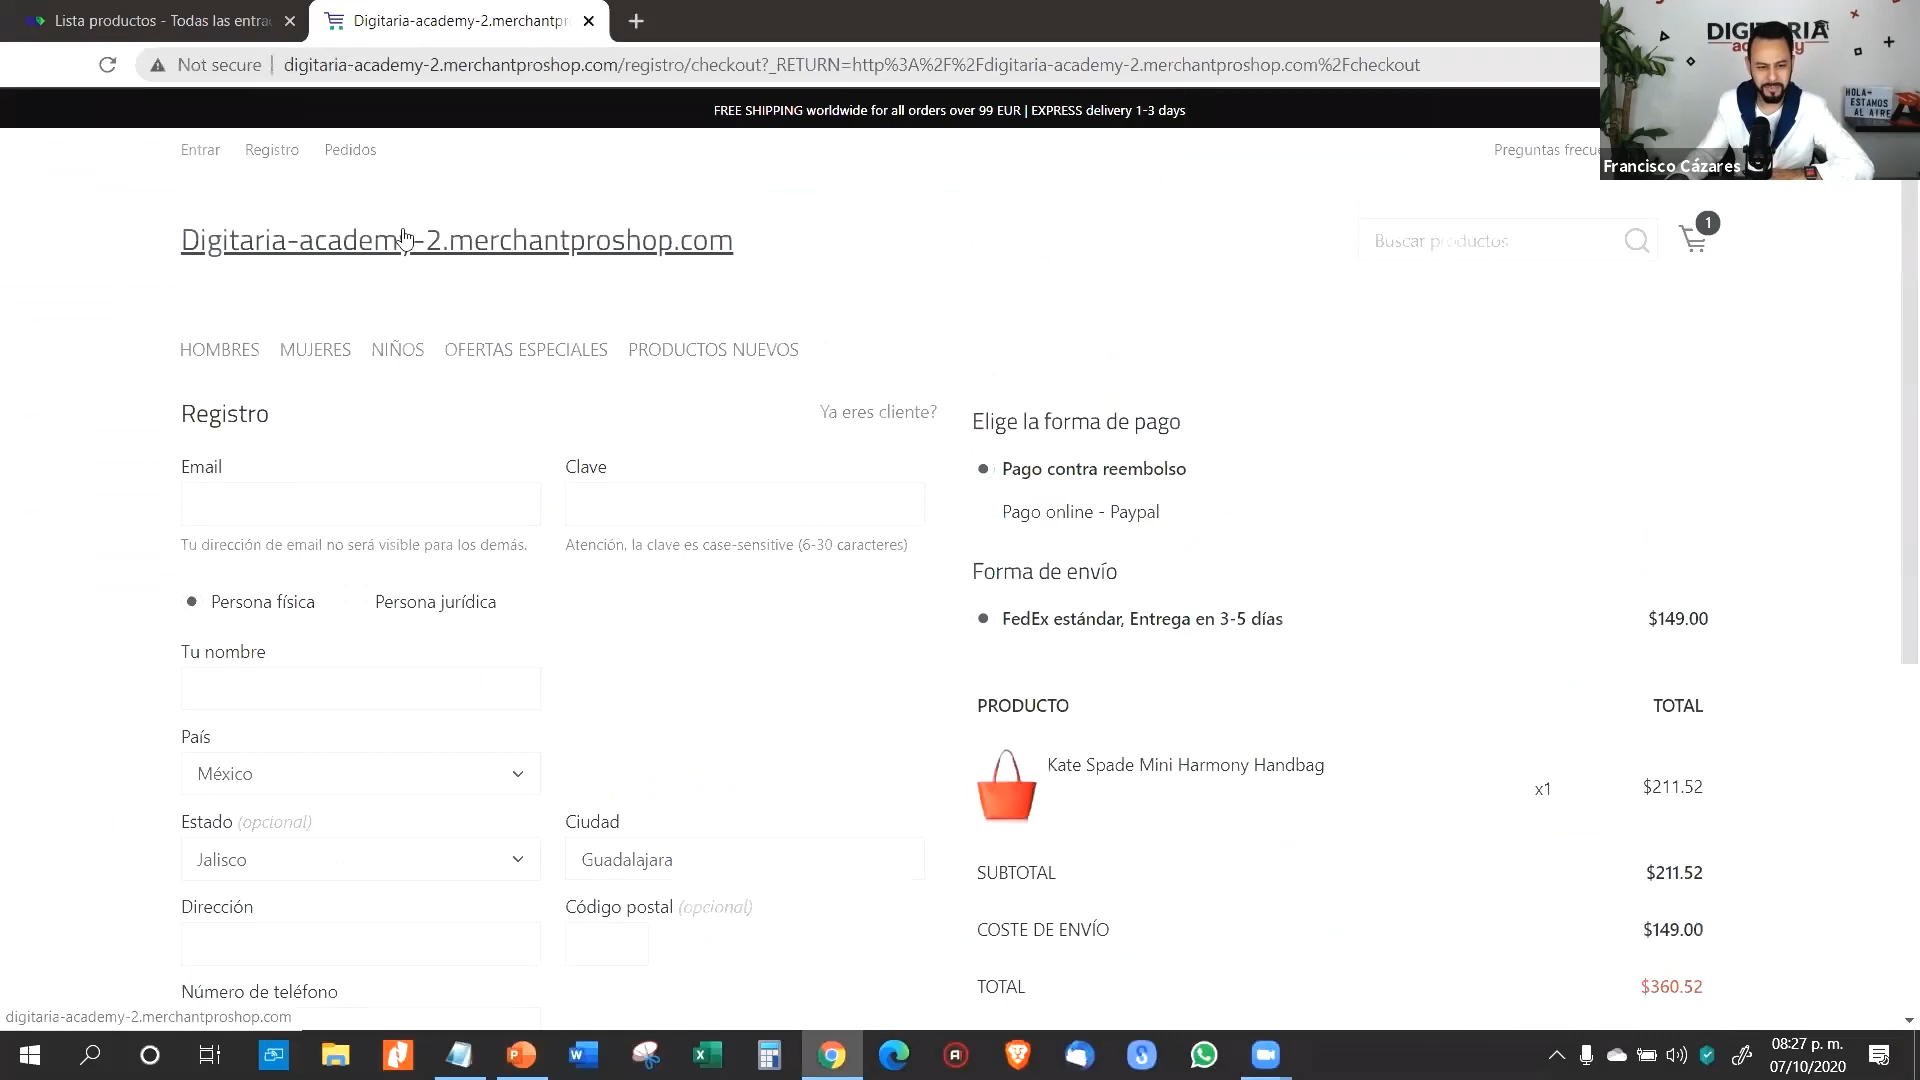 Lista productos - Todas las entra
Digitaria-academy-2.merchantpr
Not secure
digitaria-academy-2.merchantproshop.com/registro/checkout?_RETURN=http%3A%2F%2Fdigitaria-academy-2.merchantproshop.com%2Fcheckout
DIGITARIA
academy
HOLA-
ESTAMOS
AL AIRE
Francisco Cázares
FREE SHIPPING worldwide for all orders over 99 EUR | EXPRESS delivery 1-3 days
Entrar Registro Pedidos
Preguntas frecue
Digitaria-academy-2.merchantproshop.com
Buscar productos
1
HOMBRES MUJERES NIÑOS OFERTAS ESPECIALES PRODUCTOS NUEVOS
Registro
Ya eres cliente?
Email
Clave
Tu dirección de email no será visible para los demás.
Atención, la clave es case-sensitive (6-30 caracteres)
Persona física
Persona jurídica
Tu nombre
País
México
Estado (opcional)
Ciudad
Jalisco
Guadalajara
Dirección
Código postal (opcional)
Número de teléfono
Elige la forma de pago
Pago contra reembolso
Pago online - Paypal
Forma de envío
FedEx estándar, Entrega en 3-5 días $149.00
PRODUCTO TOTAL
Kate Spade Mini Harmony Handbag
x1 $211.52
SUBTOTAL $211.52
COSTE DE ENVÍO $149.00
TOTAL $360.52
digitaria-academy-2.merchantproshop.com
08:27 p. m.
07/10/2020